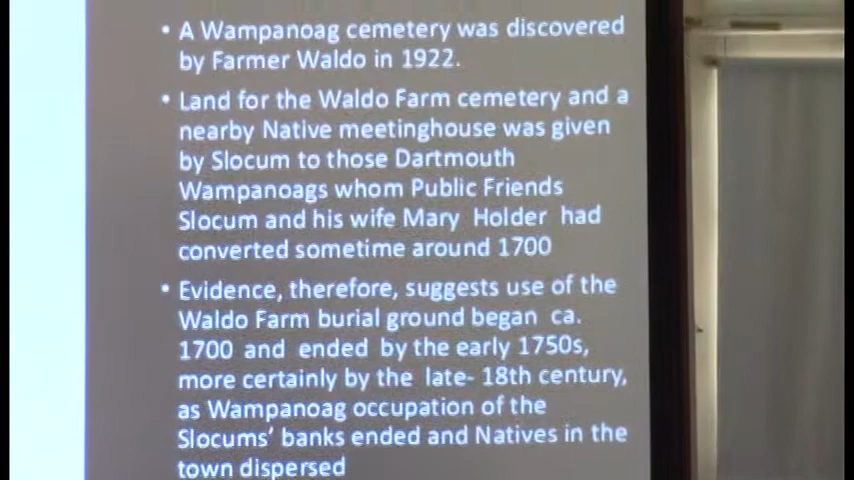 • A Wampanoag cemetery was discovered
by Farmer Waldo in 1922.
• Land for the Waldo Farm cemetery and a
nearby Native meetinghouse was given
by Slocum to those Dartmouth
Wampanoags whom Public Friends
Slocum and his wife Mary Holder had
converted sometime around 1700
• Evidence, therefore, suggests use of the
Waldo Farm burial ground began ca.
1700 and ended by the early 1750s,
more certainly by the late- 18th century,
as Wampanoag occupation of the
Slocums' banks ended and Natives in the
town dispersed